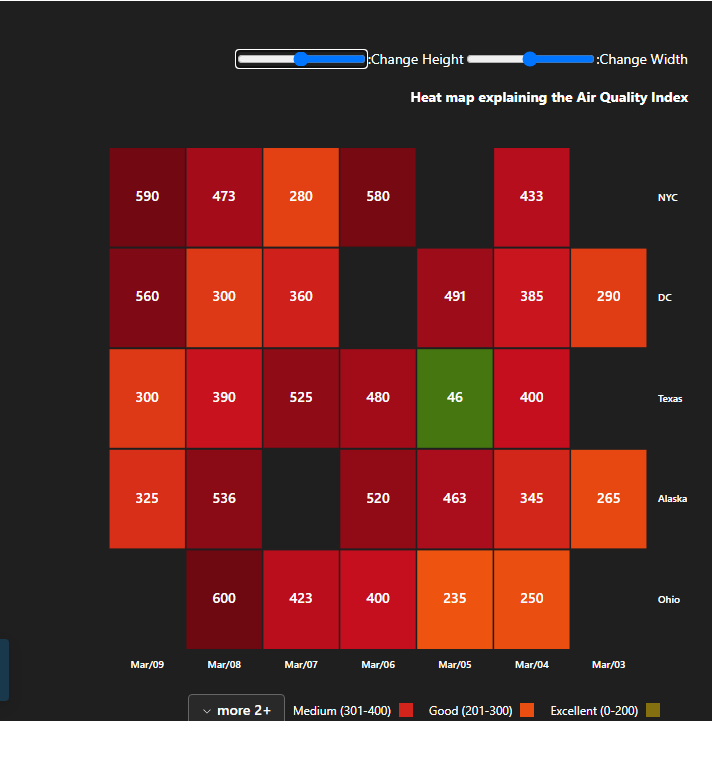 :Change Height :Change Width
Heat map explaining the Air Quality Index
590 473 280 580 433 NYC
560 300 360 491 385 290 DC
300 390 525 480 46 400 Texas
325 536 520 463 345 265 Alaska
600 423 400 235 250 Ohio
Mar/09 Mar/08 Mar/07 Mar/06 Mar/05 Mar/04 Mar/03
more 2+ Medium (301-400) Good (201-300) Excellent (0-200)